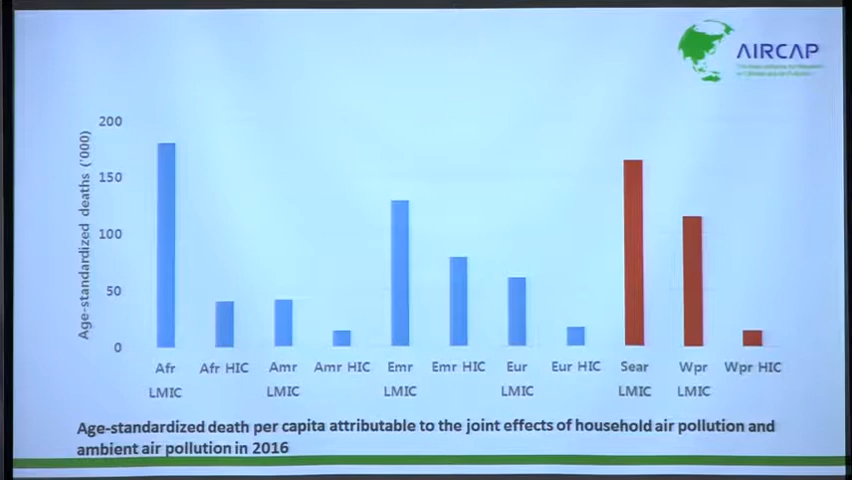 AIRCAP
200
150
100
50
0
Age-standardized deaths ('000)
Afr LMIC
Afr HIC
Amr LMIC
Amr HIC
Emr LMIC
Emr HIC
Eur LMIC
Eur HIC
Sear LMIC
Wpr LMIC
Wpr HIC
Age-standardized death per capita attributable to the joint effects of household air pollution and
ambient air pollution in 2016